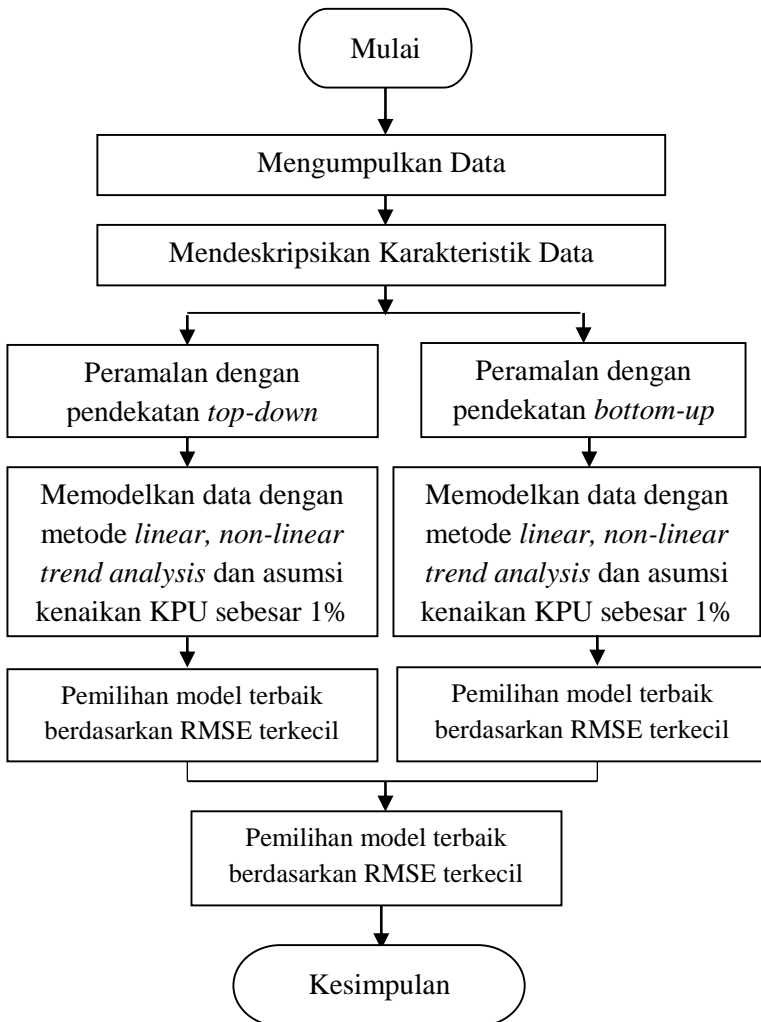 Mulai
Mengumpulkan Data
Mendeskripsikan Karakteristik Data
Peramalan dengan
pendekatan top-down
Peramalan dengan
pendekatan bottom-up
Memodelkan data dengan
metode linear, non-linear
trend analysis dan asumsi
kenaikan KPU sebesar 1%
Memodelkan data dengan
metode linear, non-linear
trend analysis dan asumsi
kenaikan KPU sebesar 1%
Pemilihan model terbaik
berdasarkan RMSE terkecil
Pemilihan model terbaik
berdasarkan RMSE terkecil
Pemilihan model terbaik
berdasarkan RMSE terkecil
Kesimpulan